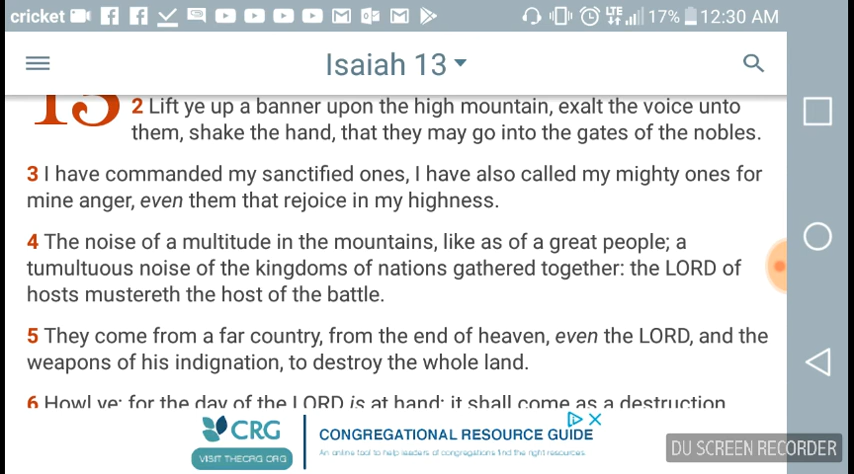 cricket 17% 12:30 AM
LTE
Isaiah 13
13
2 Lift ye up a banner upon the high mountain, exalt the voice unto
them, shake the hand, that they may go into the gates of the nobles.
3 I have commanded my sanctified ones, I have also called my mighty ones for
mine anger, even them that rejoice in my highness.
4 The noise of a multitude in the mountains, like as of a great people; a
tumultuous noise of the kingdoms of nations gathered together: the LORD of
hosts mustereth the host of the battle.
5 They come from a far country, from the end of heaven, even the LORD, and the
weapons of his indignation, to destroy the whole land.
6 Howl ye; for the day of the LORD is at hand; it shall come as a destruction
CRG
VISIT THECRG.ORG
CONGREGATIONAL RESOURCE GUIDE
An online tool to help leaders of congregations find the right resources
DU SCREEN RECORDER